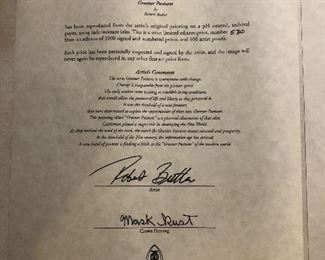 Greener Pastures
by
Robert Butler
has been reproduced from the artist's original painting on a pH neutral, archival
paper, using fade resistant inks. This is a strict limited edition print, number 530
from an edition of 2000 signed and numbered prints, and 100 artist proofs.
Each print has been personally inspected and signed by the artist, and the image will
never again be reproduced in any other fine art print form.
Artist's Comments
The term Greener Pastures is synonymous with change.
Change is inseparable from the pioneer spirit
The early settlers were seeking to establish living conditions
that would allow the pursuit of life and liberty as they perceived it
It was the threshold of a new frontier
they were determined to exploit the opportunities of their new Greener Pastures.
This painting titled "Greener Pastures" is a pictorial illustration of that idea.
Cattlemen played a major role in developing the New World.
As they
the word of the lord, the search for Greener Pastures meant survival and prosperity.
At the threshold of the 21st century the information age has arrived.
A new breed of pioneer is finding a faith in the "Greener Pastures" of the modern world.
Robert Butler
Artist
Mark Rust
Crown Printing